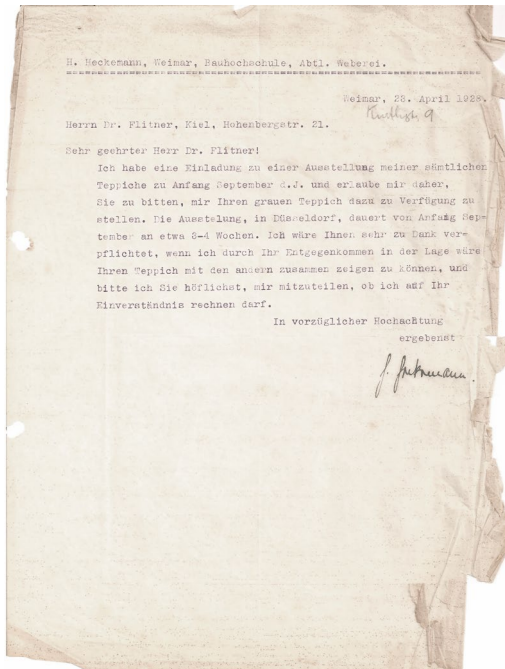 H. Heckemann, Weimar, Bauhochschule, Abtl. Weberei.
Weimar, 23. April 1928.
Herrn Dr. Flitner, Kiel, Hohenbergstr. 21.
Sehr geehrter Herr Dr. Flitner!
Ich habe eine Einladung zu einer Ausstellung meiner sämtlichen
Teppiche zu Anfang September d.J. und erlaube mir daher,
Sie zu bitten, mir Ihren grauen Teppich dazu zu Verfügung zu
stellen. Die Ausstelung, in Düsseldorf, dauert von Anfang Sep-
tember an etwa 3-4 Wochen. Ich wäre Ihnen sehr zu Dank ver-
pflichtet, wenn ich durch Ihr Entgegenkommen in der Lage wäre
Ihren Teppich mit den andern zusammen zeigen zu können, und
bitte ich Sie höflichst, mir mitzuteilen, ob ich auf Ihr
Einverständnis rechnen darf.
In vorzüglicher Hochachtung
ergebenst